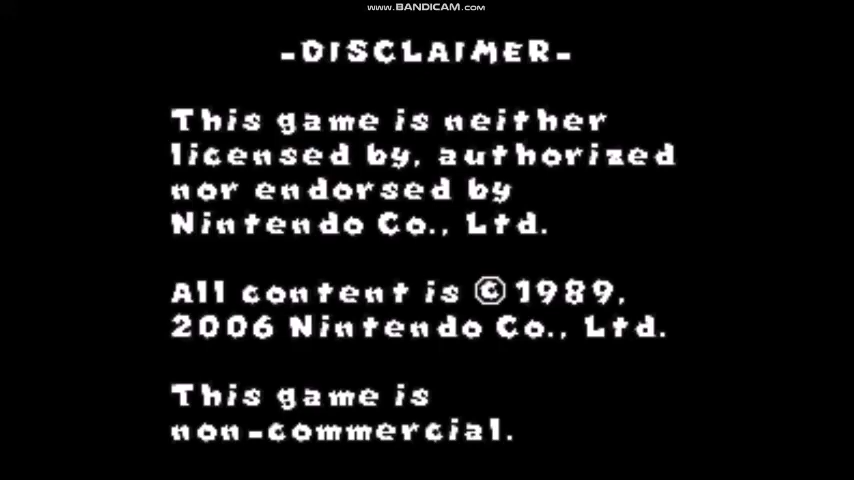 www.BANDICAM.com
-DISCLAIMER-
This game is neither
licensed by, authorized
nor endorsed by
Nintendo Co., Ltd.
All content is © 1989,
2006 Nintendo Co., Ltd.
This game is
non-commercial.